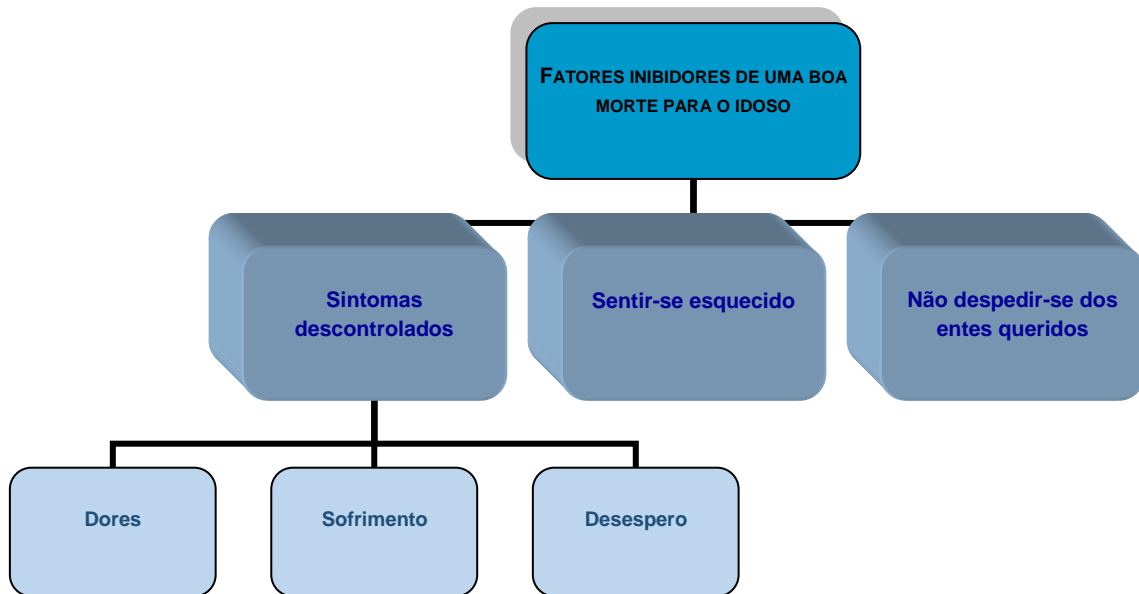 FATORES INIBIDORES DE UMA BOA
MORTE PARA O IDOSO
Sintomas
descontrolados
Sentir-se esquecido
Não despedir-se dos
entes queridos
Dores
Sofrimento
Desespero